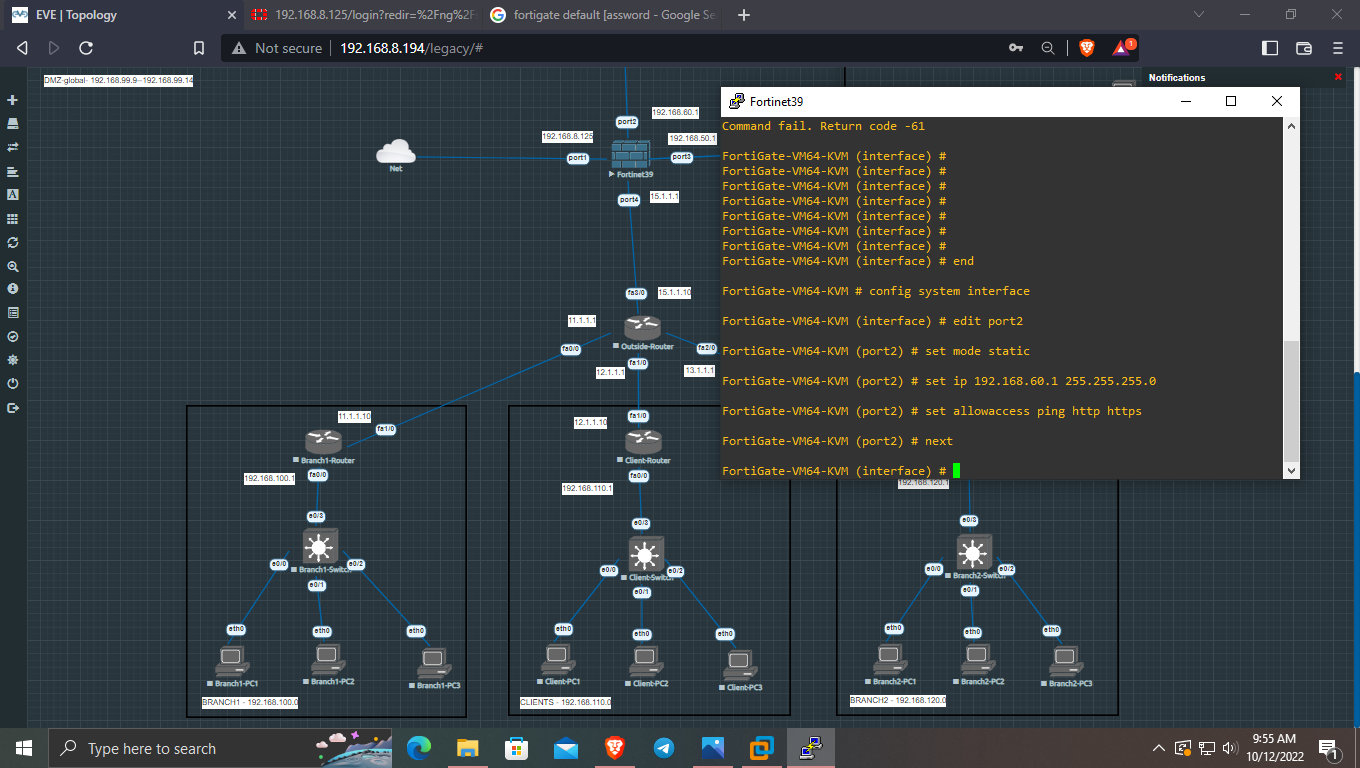 EVE | Topology
192.168.8.125/login?redir=%2Fng%2F
fortigate default [assword - Google Se
Not secure
192.168.8.194/legacy/#
1
DMZ-global- 192.168.99.9--192.168.99.14
Notifications
Fortinet39
Command fail. Return code -61
FortiGate-VM64-KVM (interface) #
FortiGate-VM64-KVM (interface) #
FortiGate-VM64-KVM (interface) #
FortiGate-VM64-KVM (interface) #
FortiGate-VM64-KVM (interface) #
FortiGate-VM64-KVM (interface) #
FortiGate-VM64-KVM (interface) #
FortiGate-VM64-KVM (interface) # end
FortiGate-VM64-KVM # config system interface
FortiGate-VM64-KVM (interface) # edit port2
FortiGate-VM64-KVM (port2) # set mode static
FortiGate-VM64-KVM (port2) # set ip 192.168.60.1 255.255.255.0
FortiGate-VM64-KVM (port2) # set allowaccess ping http https
FortiGate-VM64-KVM (port2) # next
FortiGate-VM64-KVM (interface) #
192.168.60.1
port2
192.168.8.125
192.168.50.1
port1
port3
Net
Fortinet39
port4
15.1.1.1
fa3/0
15.1.1.10
11.1.1.1
Outside-Router
fa0/0
fa2/0
fa1/0
12.1.1.1
13.1.1.1
11.1.1.10
fa1/0
Branch1-Router
192.168.100.1
fa0/0
e0/3
Branch1-Switch
e0/0
e0/2
e0/1
eth0
eth0
eth0
Branch1-PC1
Branch1-PC2
Branch1-PC3
BRANCH1 - 192.168.100.0
fa1/0
12.1.1.10
Client-Router
fa0/0
192.168.110.1
e0/3
Client-Switch
e0/0
e0/2
e0/1
eth0
eth0
eth0
Client-PC1
Client-PC2
Client-PC3
CLIENTS - 192.168.110.0
192.168.120.1
e0/3
Branch2-Switch
e0/0
e0/2
e0/1
eth0
eth0
eth0
Branch2-PC1
Branch2-PC2
Branch2-PC3
BRANCH2 - 192.168.120.0
Type here to search
9:55 AM
10/12/2022
1